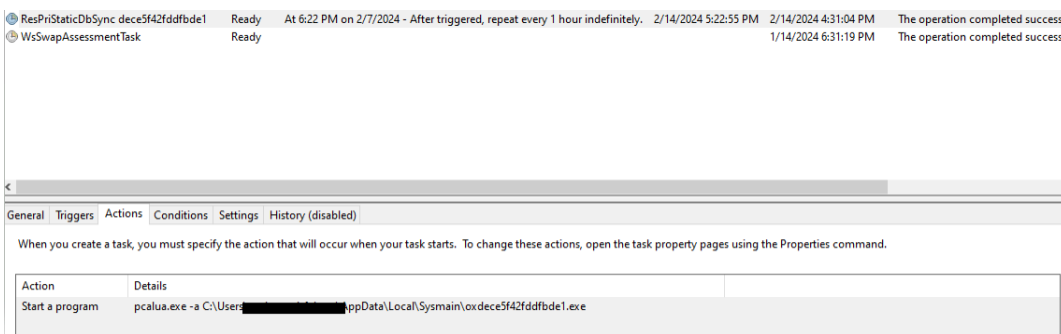 ResPriStaticDbSync dece5f42fddfbde1 Ready At 6:22 PM on 2/7/2024 - After triggered, repeat every 1 hour indefinitely. 2/14/2024 5:22:55 PM 2/14/2024 4:31:04 PM The operation completed success
WsSwapAssessmentTask Ready 1/14/2024 6:31:19 PM The operation completed success
General Triggers Actions Conditions Settings History (disabled)
When you create a task, you must specify the action that will occur when your task starts. To change these actions, open the task property pages using the Properties command.
Action Details
Start a program pcalua.exe -a C:\Users ppData\Local\Sysmain\oxdece5f42fddfbde1.exe